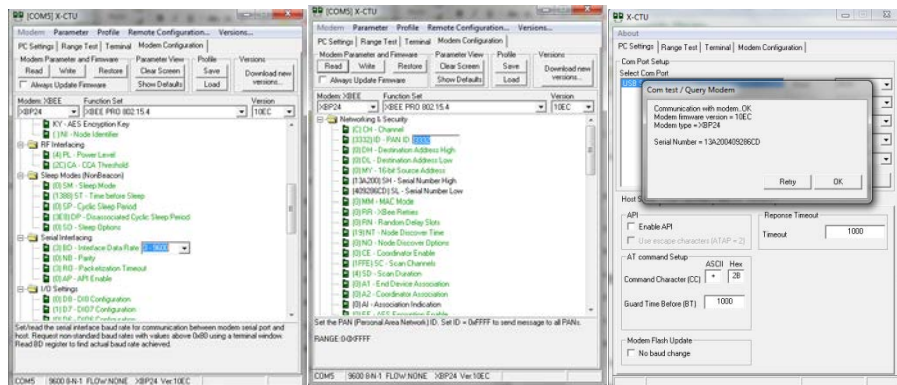 [COM5] X-CTU
Modem Parameter Profile Remote Configuration... Versions...
PC Settings Range Test Terminal Modem Configuration
Modem Parameter and Firmware Parameter View Profile Versions
Read Write Restore Clear Screen Save Download new versions...
Always Update Firmware Show Defaults Load
Modem: XBEE Function Set Version
XBP24 XBEE PRO 802.15.4 10EC
KY - AES Encryption Key
( ) NI - Node Identifier
RF Interfacing
(4) PL - Power Level
(2C) CA - CCA Threshold
Sleep Modes (NonBeacon)
(0) SM - Sleep Mode
(1388) ST - Time before Sleep
(0) SP - Cyclic Sleep Period
(3E8) DP - Disassociated Cyclic Sleep Period
(0) SO - Sleep Options
Serial Interfacing
(3) BD - Interface Data Rate 3 - 9600
(0) NB - Parity
(3) RO - Packetization Timeout
(0) AP - API Enable
I/O Settings
(0) D8 - DI8 Configuration
(1) D7 - DIO7 Configuration
Set/read the serial interface baud rate for communication between modem serial port and
host. Request non-standard baud rates with values above 0x80 using a terminal window.
Read BD register to find actual baud rate achieved.
COM5 9600 8-N-1 FLOW:NONE XBP24 Ver:10EC
[COM5] X-CTU
Modem Parameter Profile Remote Configuration... Versions...
PC Settings Range Test Terminal Modem Configuration
Modem Parameter and Firmware Parameter View Profile Versions
Read Write Restore Clear Screen Save Download new versions...
Always Update Firmware Show Defaults Load
Modem: XBEE Function Set Version
XBP24 XBEE PRO 802.15.4 10EC
Networking & Security
(C) CH - Channel
(3332) ID - PAN ID 3332
(0) DH - Destination Address High
(0) DL - Destination Address Low
(0) MY - 16-bit Source Address
(13A200) SH - Serial Number High
(409286CD) SL - Serial Number Low
(0) MM - MAC Mode
(0) RR - XBee Retries
(0) RN - Random Delay Slots
(19) NT - Node Discover Time
(0) NO - Node Discover Options
(0) CE - Coordinator Enable
(1FFE) SC - Scan Channels
(4) SD - Scan Duration
(0) A1 - End Device Association
(0) A2 - Coordinator Association
(0) AI - Association Indication
(0) EE - AES Encryption Enable
Set the PAN (Personal Area Network) ID. Set ID = 0xFFFF to send message to all PANs.
RANGE:0-0XFFFF
COM5 9600 8-N-1 FLOW:NONE XBP24 Ver:10EC
X-CTU
About
PC Settings Range Test Terminal Modem Configuration
Com Port Setup
Select Com Port
Com test / Query Modem
Communication with modem..OK
Modem firmware version = 10EC
Modem type = XBP24
Serial Number = 13A200409286CD
Retry OK
API
Enable API
Use escape characters (ATAP = 2)
Reponse Timeout
Timeout 1000
AT command Setup
ASCII Hex
Command Character (CC) + 2B
Guard Time Before (BT) 1000
Modem Flash Update
No baud change